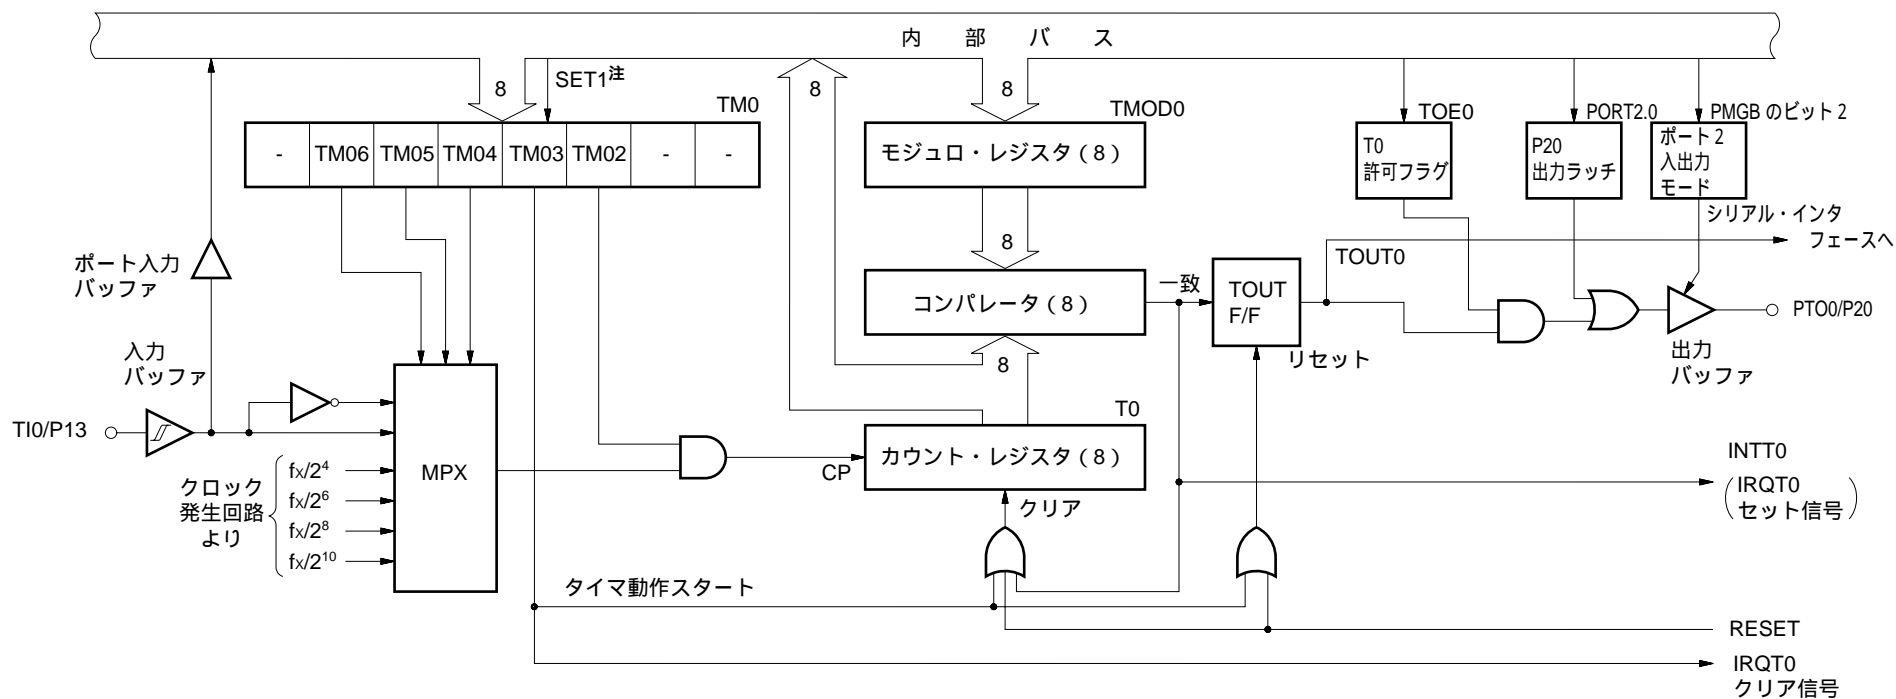 内 部 バ ス
8
SET1注
8
8
TM0
TMOD0
TOE0
PORT2.0
PMGB のビット 2
-
TM06
TM05
TM04
TM03
TM02
-
-
モジュロ・レジスタ（8）
T0
許可フラグ
P20
出力ラッチ
ポート 2
入出力
モード
シリアル・インタ
フェースへ
ポート入力
バッファ
8
TOUT0
コンパレータ（8）
一致
TOUT
F/F
PTO0/P20
入力
バッファ
8
リセット
出力
バッファ
T0
TI0/P13
MPX
CP
カウント・レジスタ（8）
クロック
発生回路
より
fX/2⁴
fX/2⁶
fX/2⁸
fX/2¹⁰
クリア
INTT0
（IRQT0
セット信号）
タイマ動作スタート
RESET
IRQT0
クリア信号